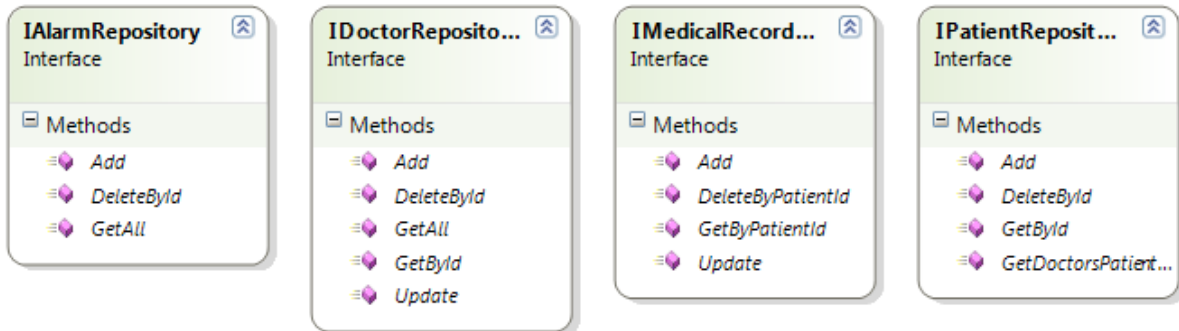 IAlarmRepository
Interface
Methods
Add
DeleteById
GetAll
IDoctorReposito...
Interface
Methods
Add
DeleteById
GetAll
GetById
Update
IMedicalRecord...
Interface
Methods
Add
DeleteByPatientId
GetByPatientId
Update
IPatientReposit...
Interface
Methods
Add
DeleteById
GetById
GetDoctorsPatient...